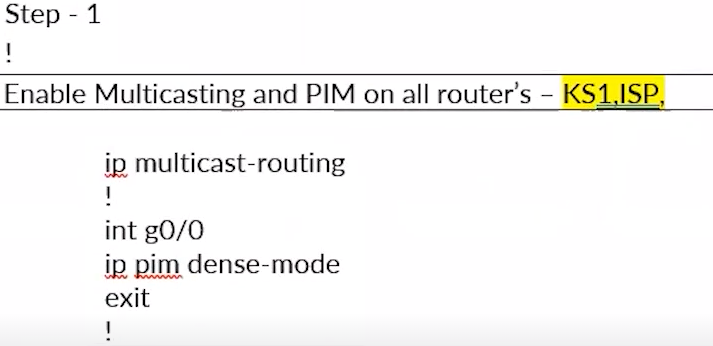 Step - 1
!
Enable Multicasting and PIM on all router’s – KS1,ISP,
ip multicast-routing
!
int g0/0
ip pim dense-mode
exit
!